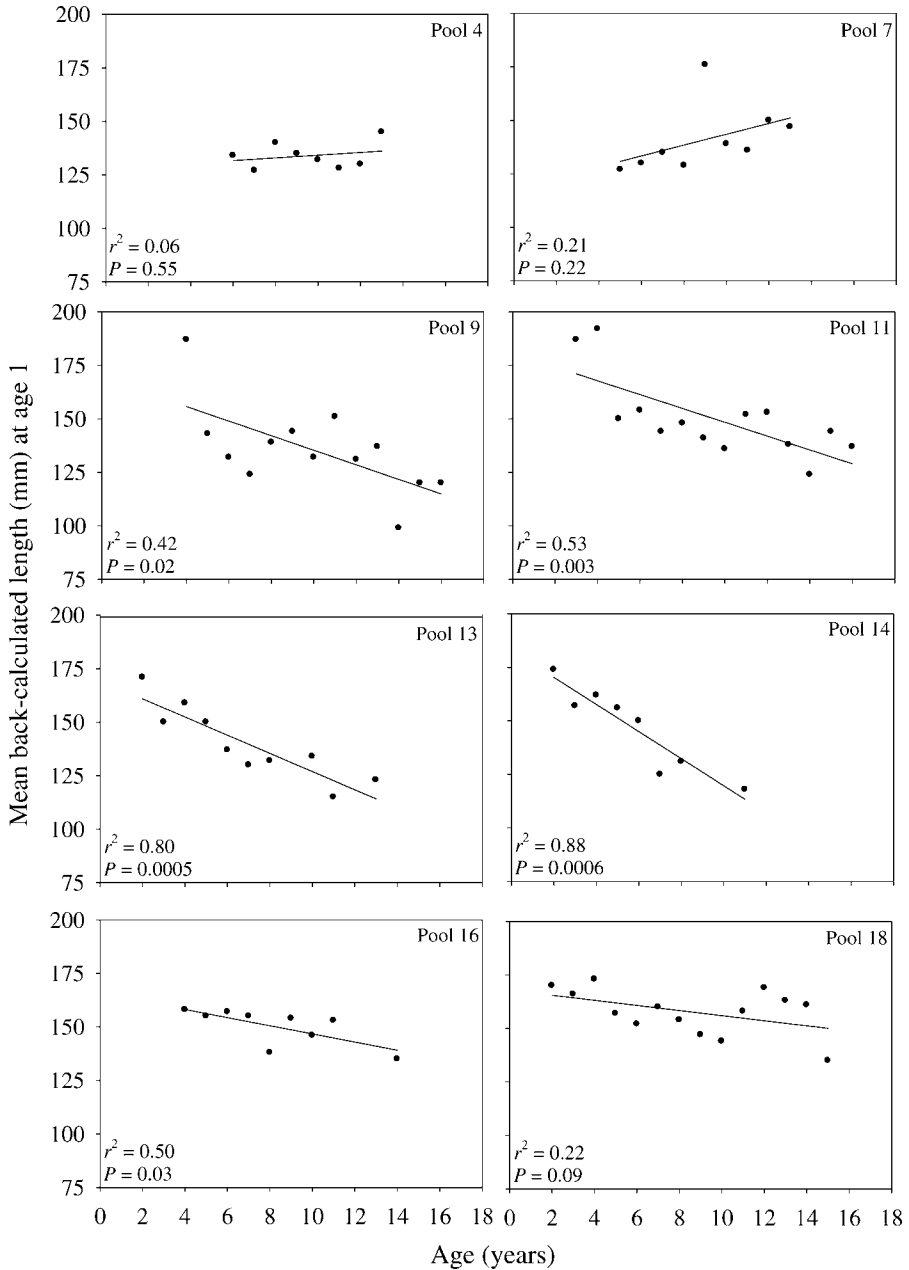 Mean back-calculated length (mm) at age 1
200
175
150
125
100
75
Pool 4
r² = 0.06
P = 0.55
Pool 7
r² = 0.21
P = 0.22
200
175
150
125
100
75
Pool 9
r² = 0.42
P = 0.02
Pool 11
r² = 0.53
P = 0.003
200
175
150
125
100
75
Pool 13
r² = 0.80
P = 0.0005
Pool 14
r² = 0.88
P = 0.0006
200
175
150
125
100
75
Pool 16
r² = 0.50
P = 0.03
Pool 18
r² = 0.22
P = 0.09
0 2 4 6 8 10 12 14 16 18
0 2 4 6 8 10 12 14 16 18
Age (years)